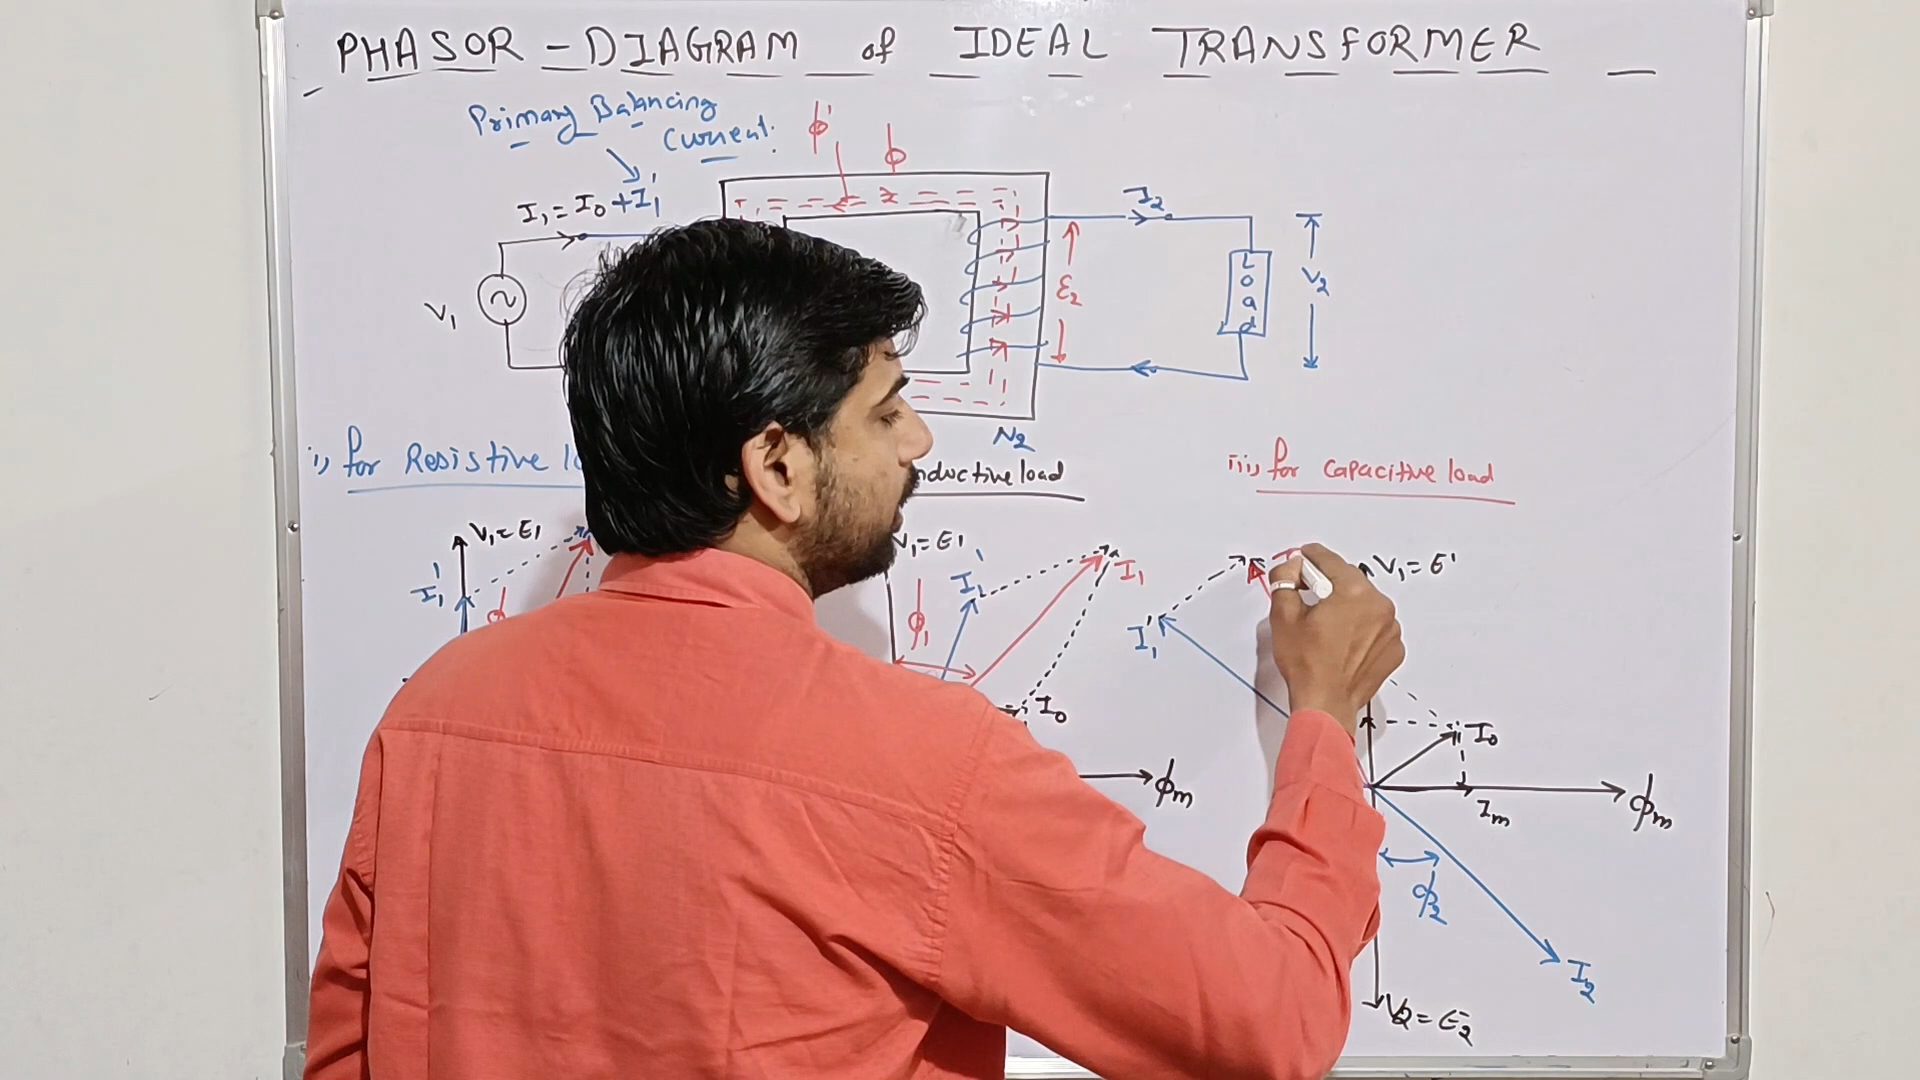 PHASOR - DIAGRAM of IDEAL TRANSFORMER
Primary Balancing
Current:
ϕ'
ϕ
I₁ = I₀ + I₁'
I₂
V₁
E₂
Load
V₂
N₂
i) for Resistive
nductive load
iii) for capacitive load
V₁ = E₁
I₁'
ϕ
V₁ = E'
I₁'
I₁
ϕ₁
I₀
ϕm
V₁ = E'
I₁'
I₀
Im
ϕm
ϕ₂
I₂
V₂ = E₂